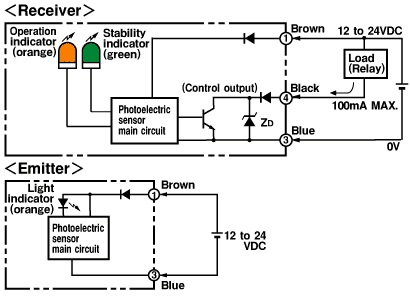 <Receiver>
Operation
indicator
(orange)
Stability
indicator
(green)
Brown
12 to 24VDC
1
Load
(Relay)
(Control output)
Black
4
100mA MAX.
Photoelectric
sensor
main circuit
ZD
Blue
3
0V
<Emitter>
Light
indicator
(orange)
Brown
1
Photoelectric
sensor
main circuit
12 to 24
VDC
3
Blue